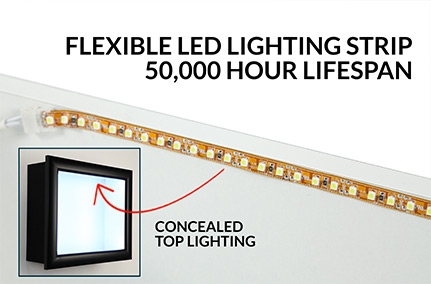 FLEXIBLE LED LIGHTING STRIP
50,000 HOUR LIFESPAN
CONCEALED
TOP LIGHTING